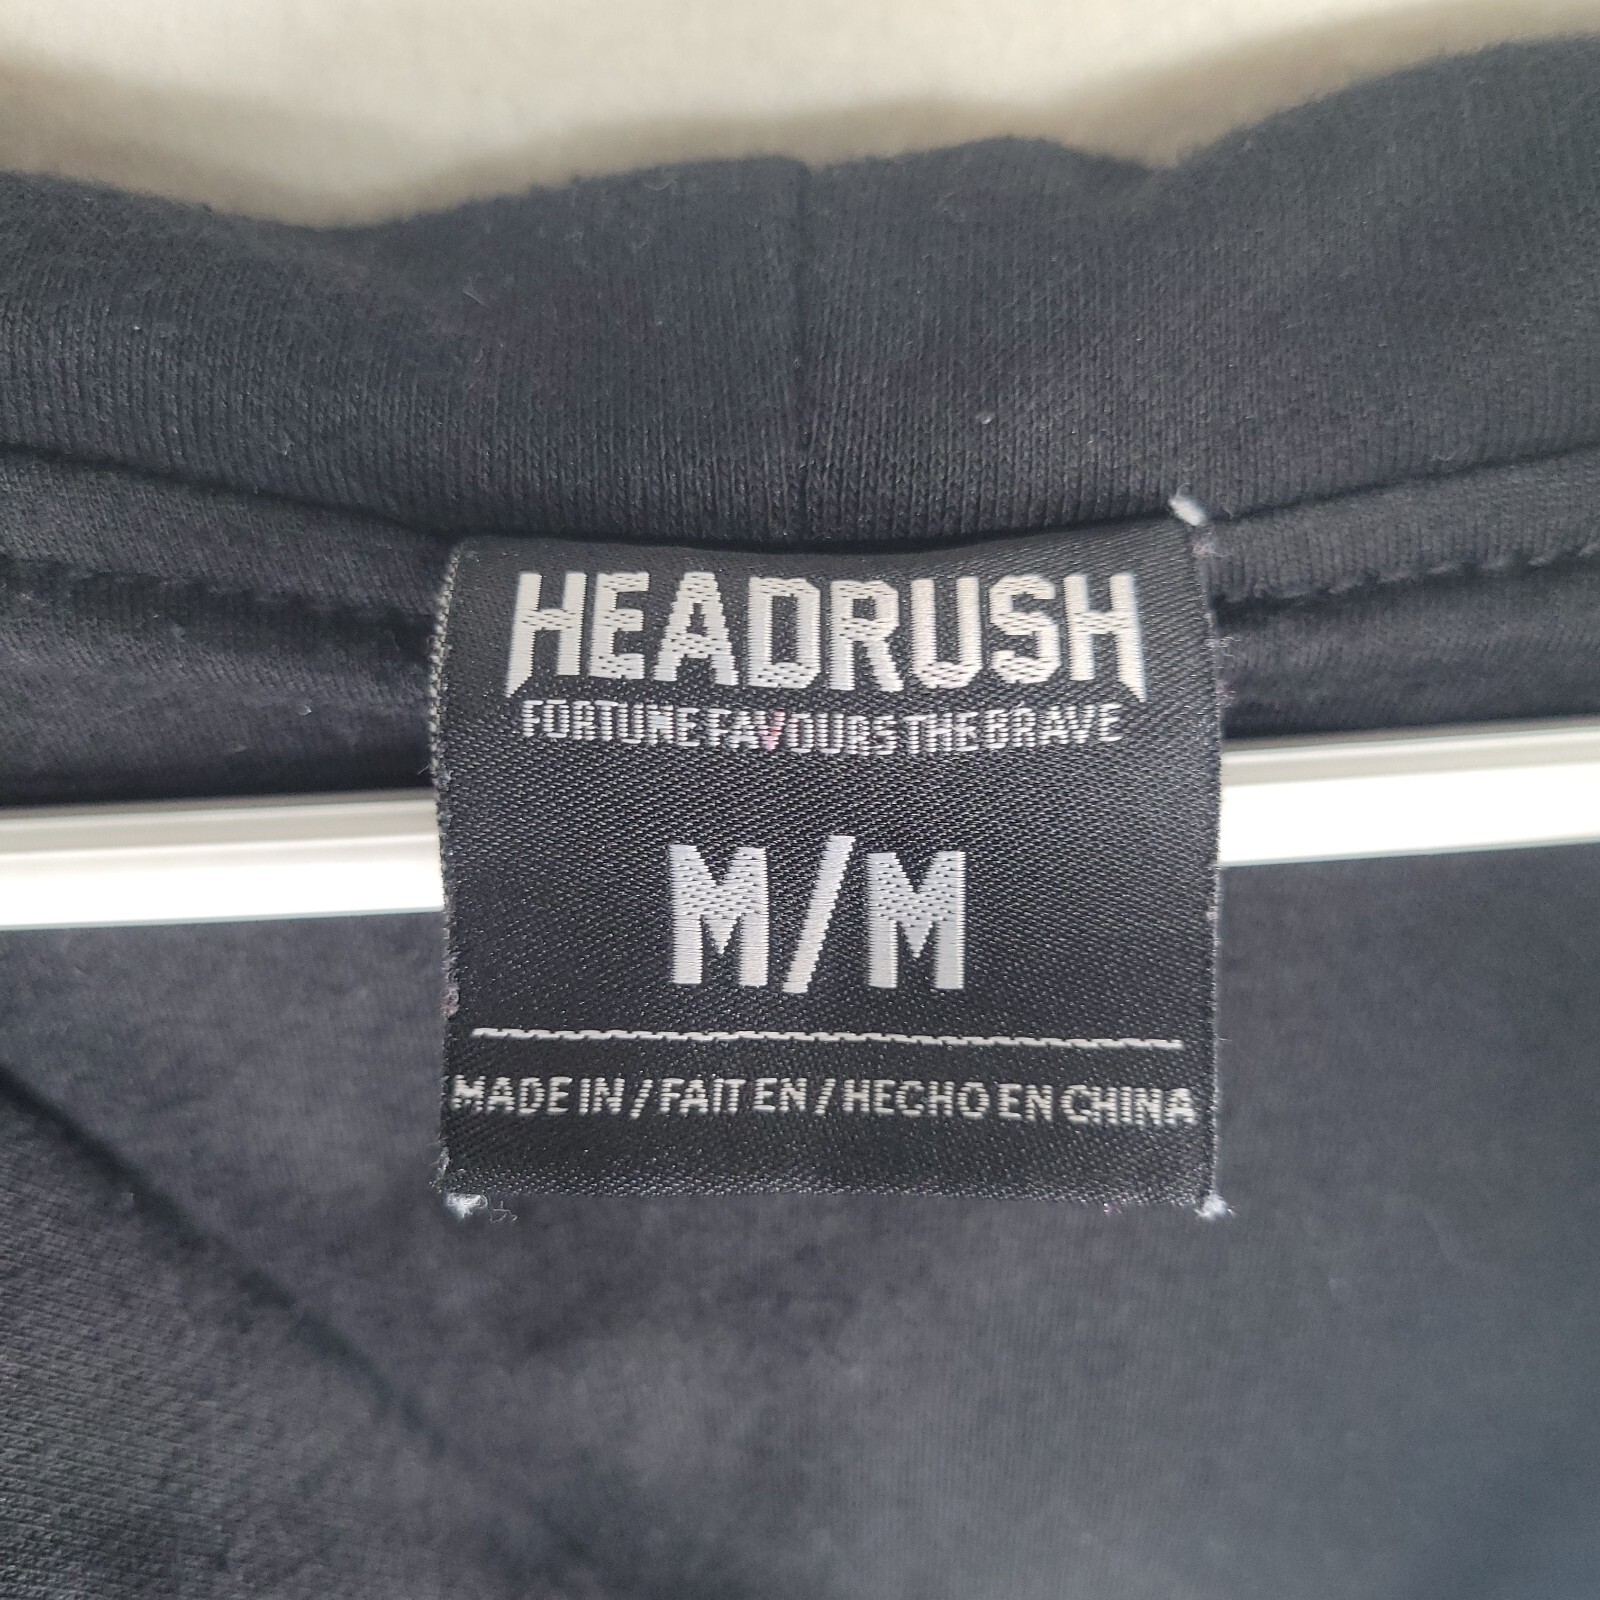 HEADRUSH
FORTUNE FAVOURS THE BRAVE
M/M
MADE IN / FAIT EN / HECHO EN CHINA